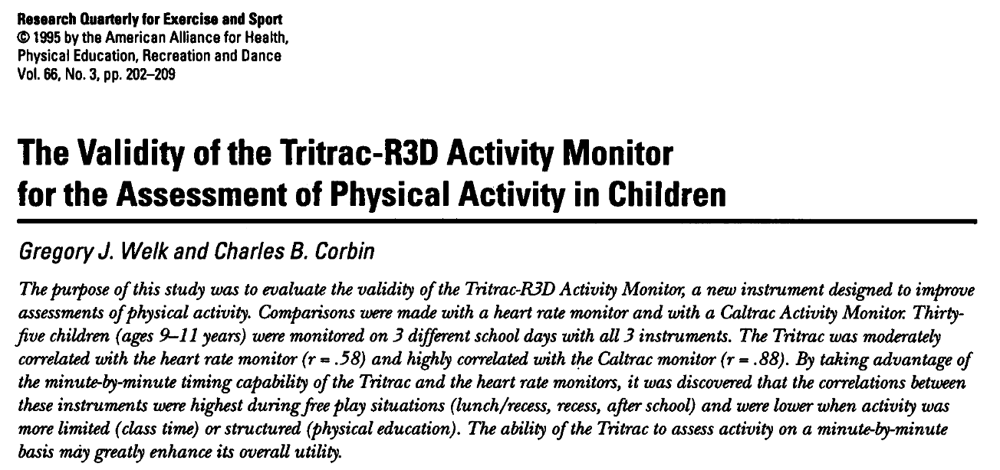 Research Quarterly for Exercise and Sport
© 1995 by the American Alliance for Health,
Physical Education, Recreation and Dance
Vol. 66, No. 3, pp. 202–209
The Validity of the Tritrac-R3D Activity Monitor
for the Assessment of Physical Activity in Children
Gregory J. Welk and Charles B. Corbin
The purpose of this study was to evaluate the validity of the Tritrac-R3D Activity Monitor, a new instrument designed to improve
assessments of physical activity. Comparisons were made with a heart rate monitor and with a Caltrac Activity Monitor. Thirty-
five children (ages 9–11 years) were monitored on 3 different school days with all 3 instruments. The Tritrac was moderately
correlated with the heart rate monitor (r = .58) and highly correlated with the Caltrac monitor (r = .88). By taking advantage of
the minute-by-minute timing capability of the Tritrac and the heart rate monitors, it was discovered that the correlations between
these instruments were highest during free play situations (lunch/recess, recess, after school) and were lower when activity was
more limited (class time) or structured (physical education). The ability of the Tritrac to assess activity on a minute-by-minute
basis may greatly enhance its overall utility.